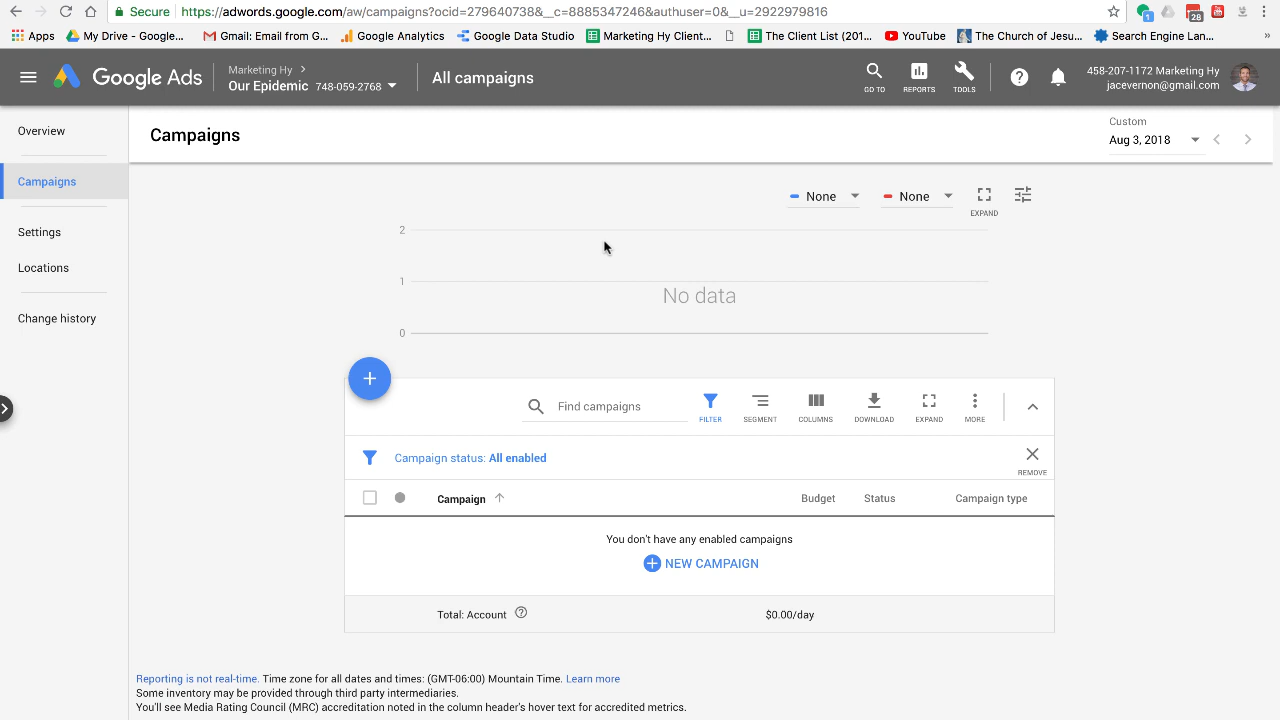 Secure https://adwords.google.com/aw/campaigns?ocid=279640738&__c=8885347246&authuser=0&__u=2922979816
1 28
Apps My Drive - Google... Gmail: Email from G... Google Analytics Google Data Studio Marketing Hy Client... The Client List (201... YouTube The Church of Jesu... Search Engine Lan... »
Google Ads Marketing Hy > All campaigns
Our Epidemic 748-059-2768
GO TO REPORTS TOOLS
458-207-1172 Marketing Hy
jacevernon@gmail.com
Overview
Campaigns
Settings
Locations
Change history
Campaigns
Custom
Aug 3, 2018
None None
EXPAND
2
1
No data
0
Find campaigns
FILTER SEGMENT COLUMNS DOWNLOAD EXPAND MORE
Campaign status: All enabled
REMOVE
Campaign Budget Status Campaign type
You don't have any enabled campaigns
NEW CAMPAIGN
Total: Account $0.00/day
Reporting is not real-time. Time zone for all dates and times: (GMT-06:00) Mountain Time. Learn more
Some inventory may be provided through third party intermediaries.
You'll see Media Rating Council (MRC) accreditation noted in the column header's hover text for accredited metrics.